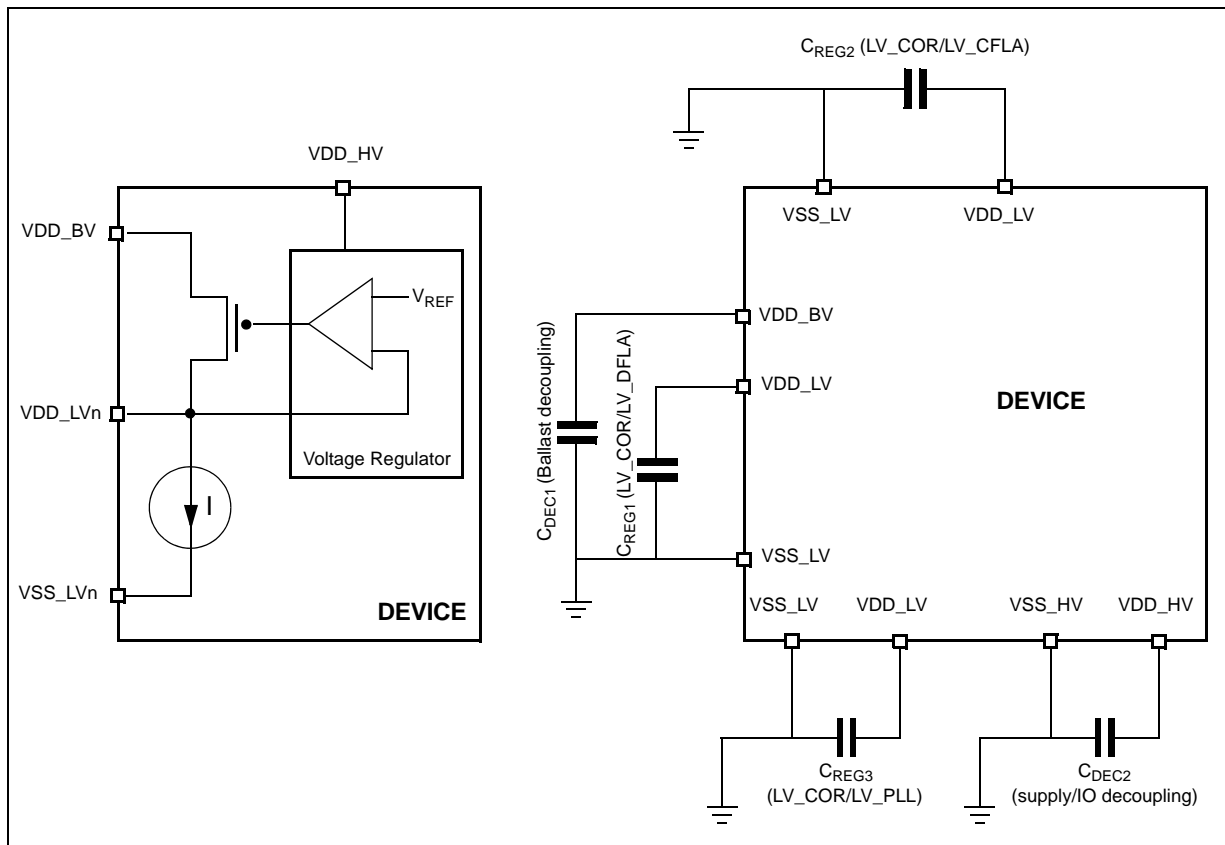 VDD_HV
VDD_BV
VREF
VDD_LVn
Voltage Regulator
I
VSS_LVn
DEVICE
CREG2 (LV_COR/LV_CFLA)
VSS_LV
VDD_LV
VDD_BV
VDD_LV
DEVICE
CDEC1 (Ballast decoupling)
CREG1 (LV_COR/LV_DFLA)
VSS_LV
VSS_LV
VDD_LV
VSS_HV
VDD_HV
CREG3
(LV_COR/LV_PLL)
CDEC2
(supply/IO decoupling)